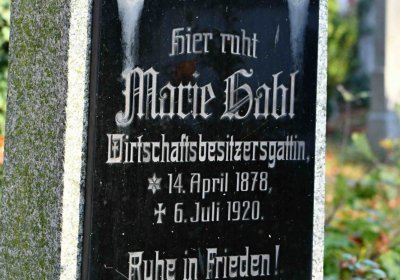 Hier ruht
Marie Habl
Wirtschaftsbesitzersgattin,
* 14. April 1878,
✝ 6. Juli 1920.
Ruhe in Frieden!